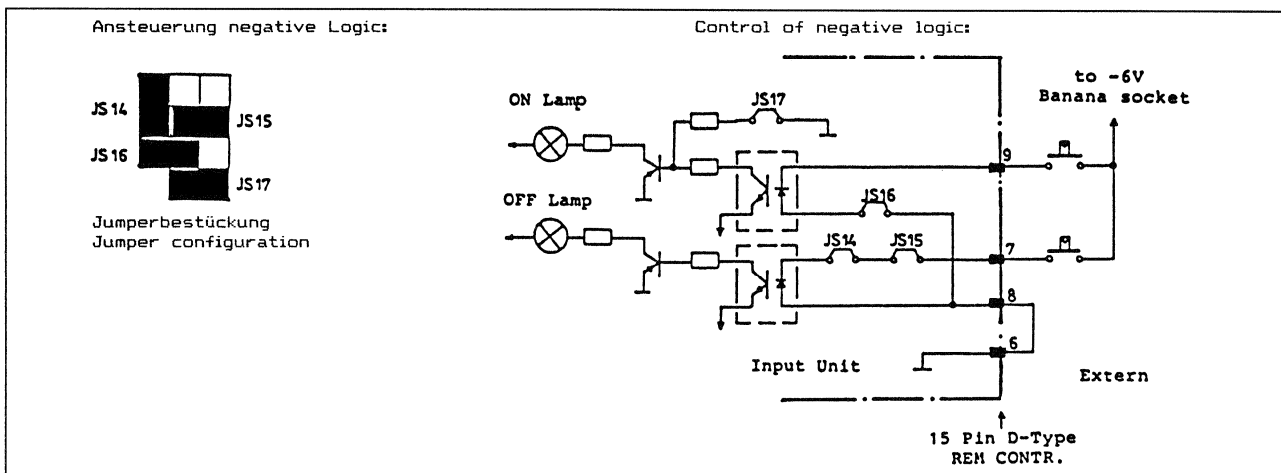 Ansteuerung negative Logic:
Control of negative logic:
JS14
JS15
JS16
JS17
Jumperbestückung
Jumper configuration
to -6V
Banana socket
ON Lamp
JS17
9
JS16
OFF Lamp
JS14
JS15
7
8
6
Input Unit
Extern
15 Pin D-Type
REM CONTR.